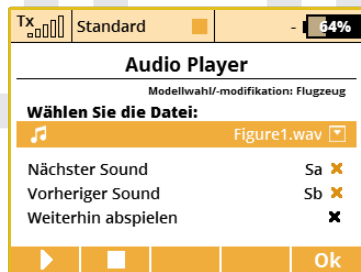 Tx Standard - 64%
Audio Player
Modellwahl/-modifikation: Flugzeug
Wählen Sie die Datei:
Figure1.wav
Nächster Sound Sa
Vorheriger Sound Sb
Weiterhin abspielen
Ok